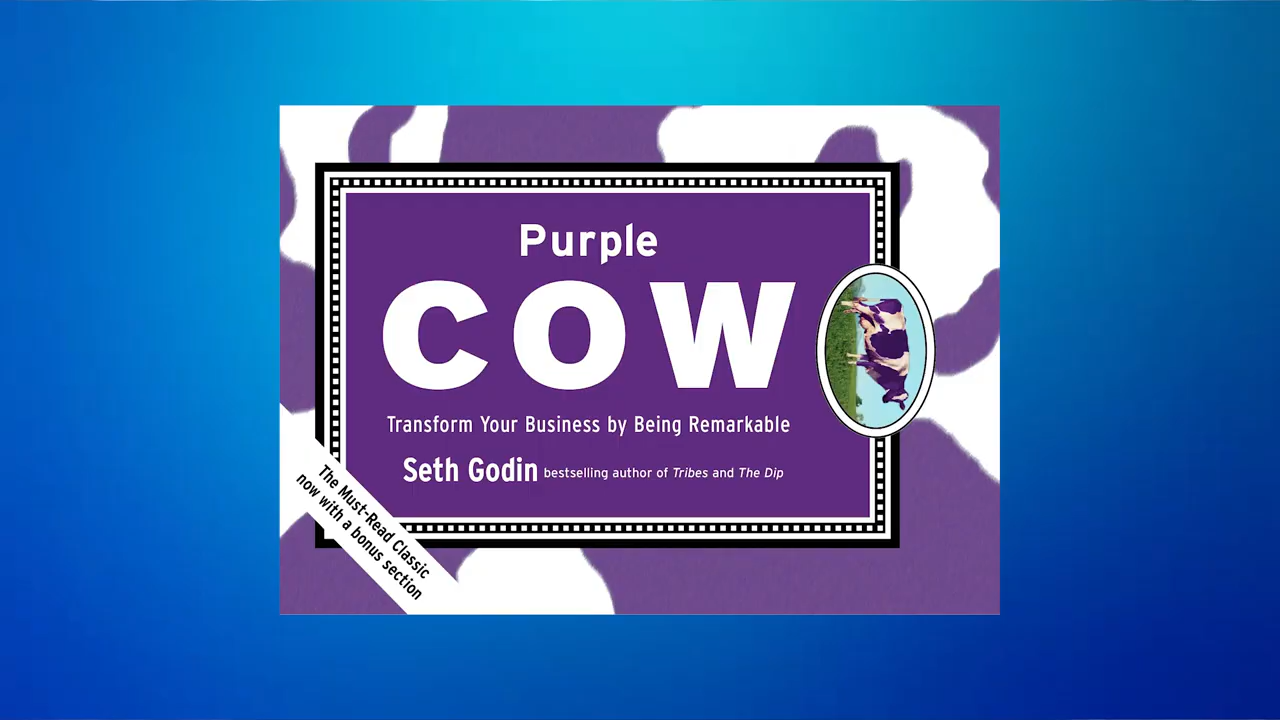 Purple
COW
Transform Your Business by Being Remarkable
Seth Godin bestselling author of Tribes and The Dip
The Must-Read Classic
now with a bonus section